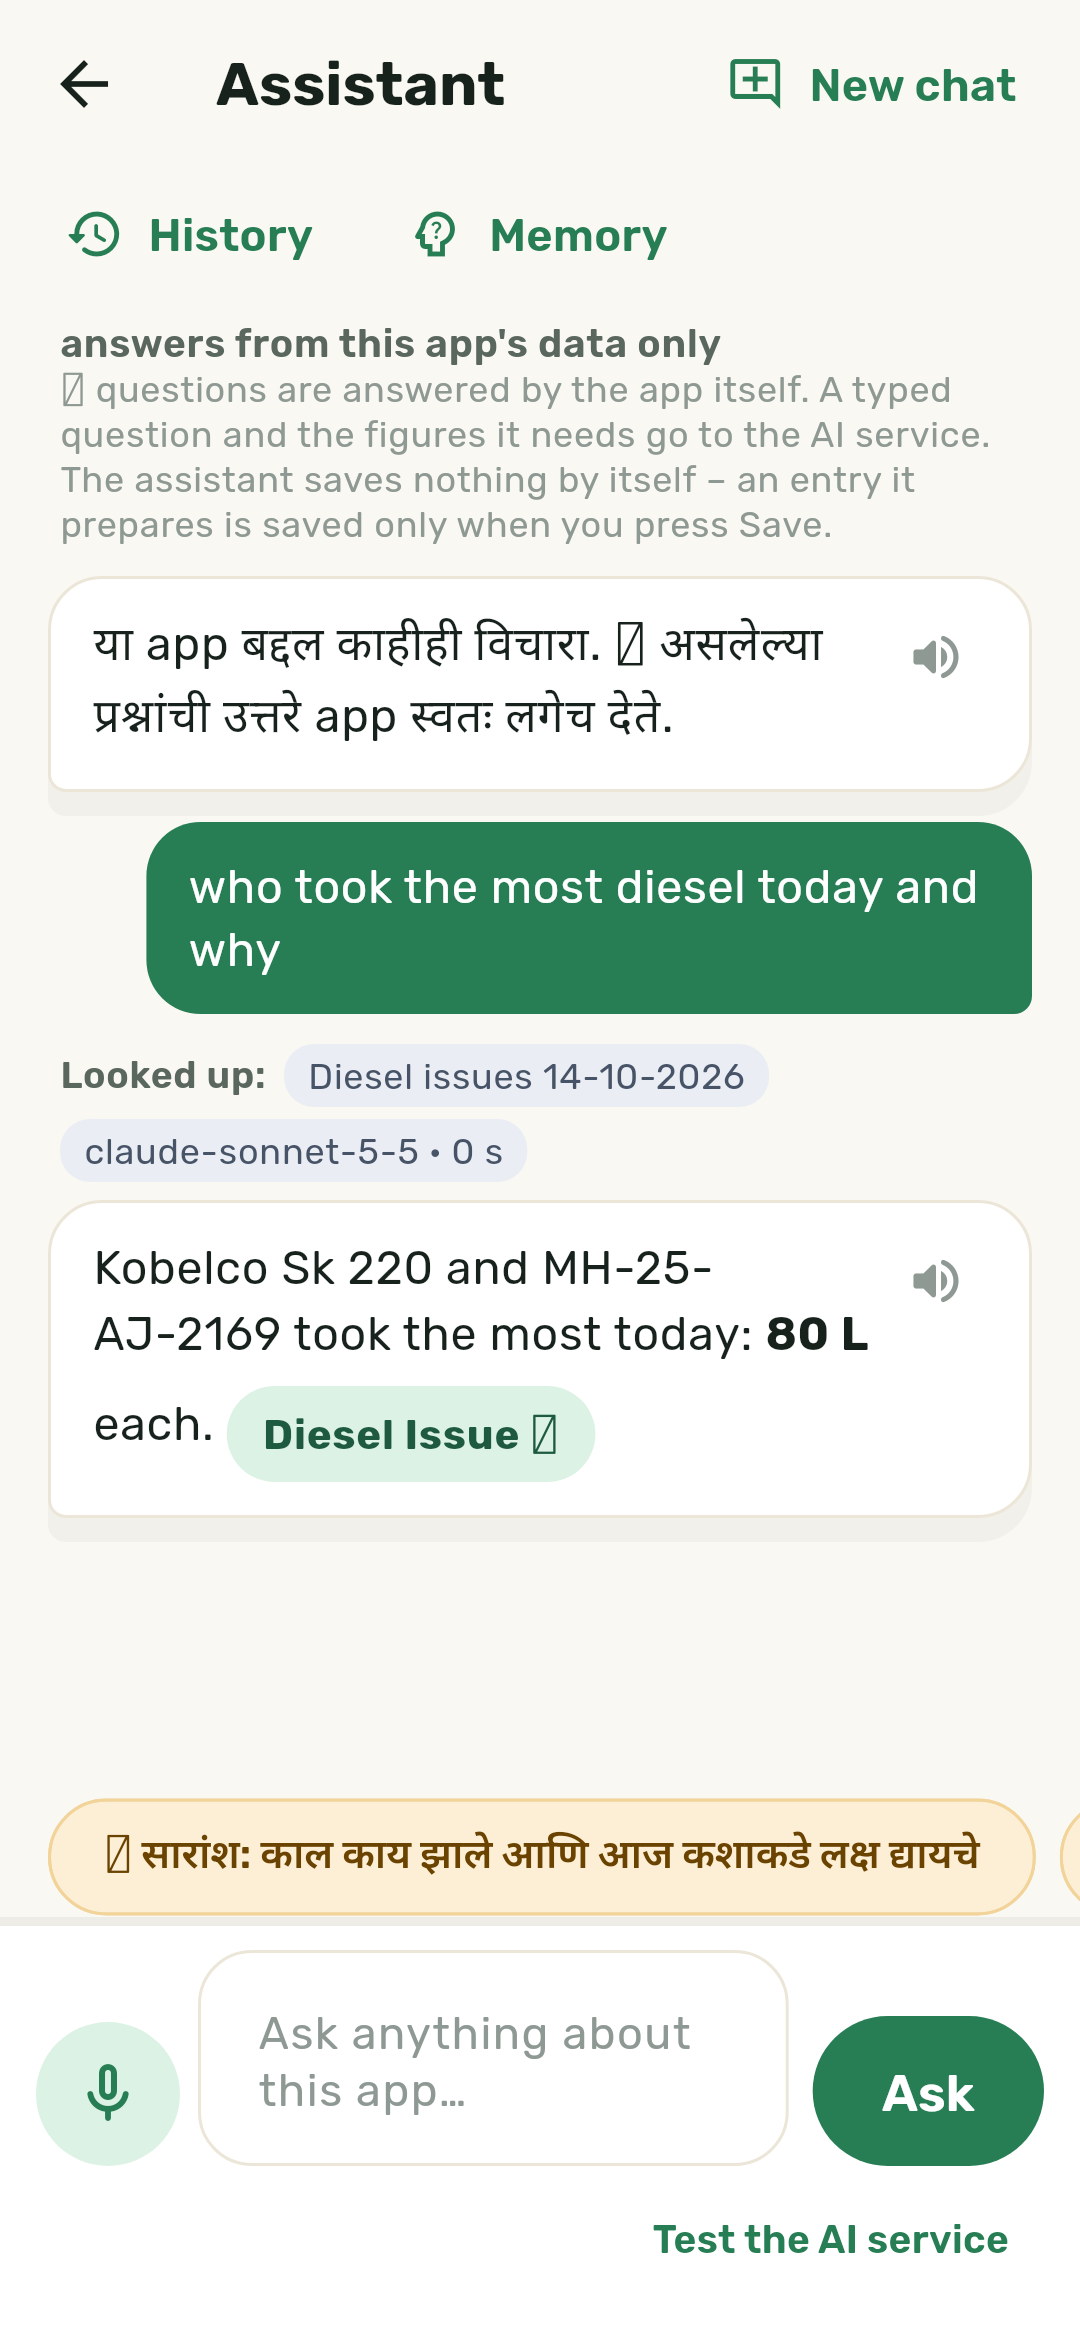 Assistant
New chat
History
Memory
answers from this app's data only
questions are answered by the app itself. A typed
question and the figures it needs go to the AI service.
The assistant saves nothing by itself – an entry it
prepares is saved only when you press Save.
या app बद्दल काहीही विचारा. असलेल्या
प्रश्नांची उत्तरे app स्वतः लगेच देते.
who took the most diesel today and
why
Looked up: Diesel issues 14-10-2026
claude-sonnet-5-5 • 0 s
Kobelco Sk 220 and MH-25-
AJ-2169 took the most today: 80 L
each. Diesel Issue
सारांश: काल काय झाले आणि आज कशाकडे लक्ष द्यायचे
Ask anything about
this app…
Ask
Test the AI service